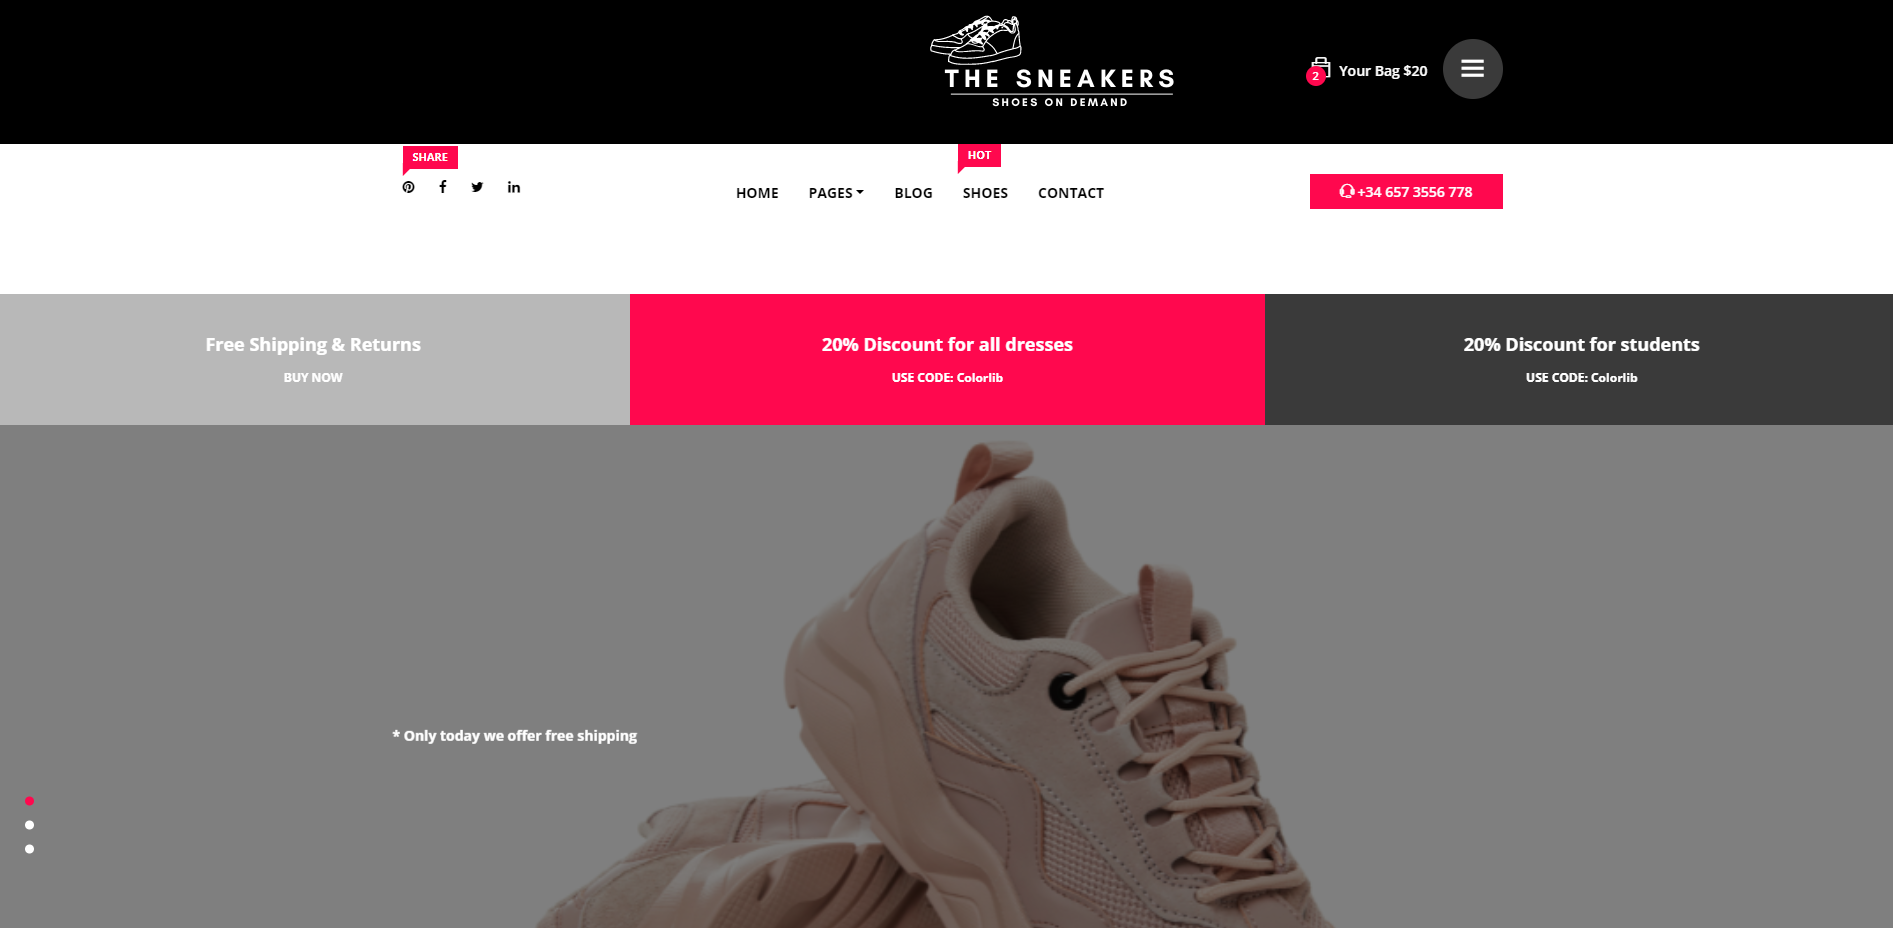 THE SNEAKERS
SHOES ON DEMAND
2
Your Bag $20
SHARE
HOT
HOME
PAGES
BLOG
SHOES
CONTACT
+34 657 3556 778
Free Shipping & Returns
BUY NOW
20% Discount for all dresses
USE CODE: Colorlib
20% Discount for students
USE CODE: Colorlib
* Only today we offer free shipping